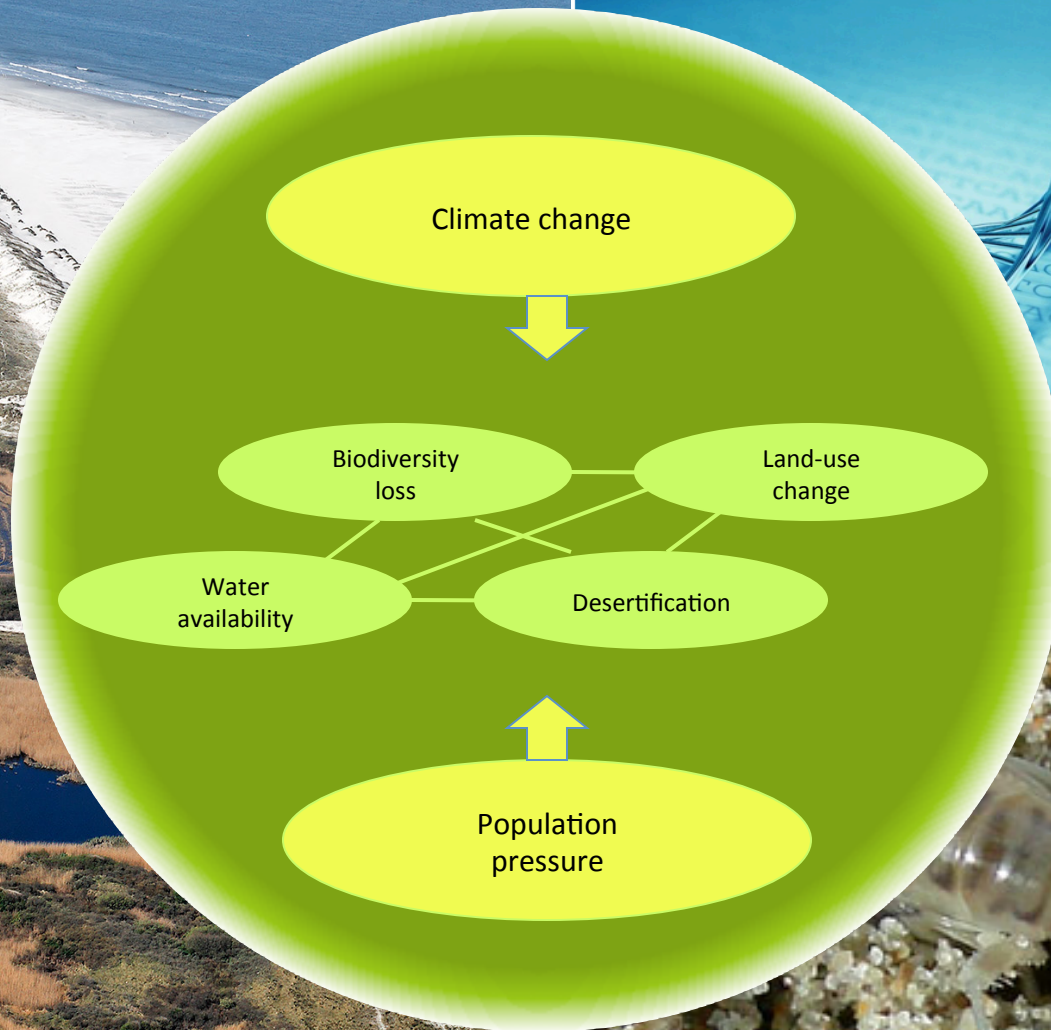 Climate change
Biodiversity
loss
Land-use
change
Water
availability
Desertification
Population
pressure